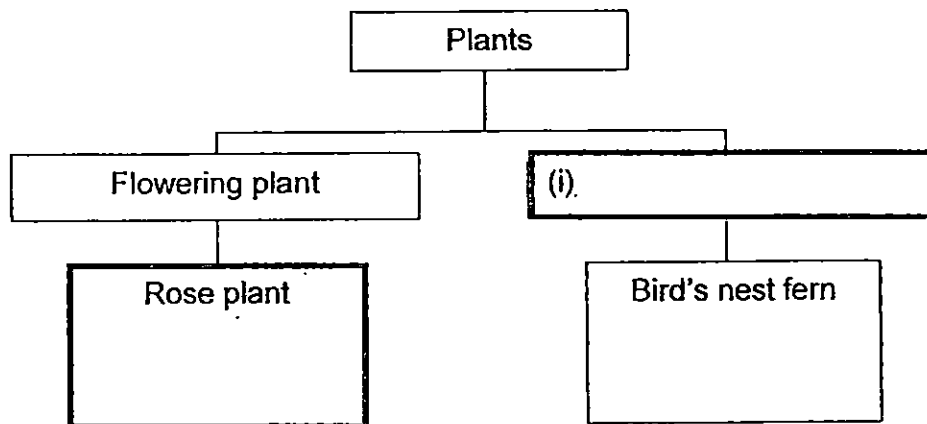 Plants
Flowering plant
(i).
Rose plant
Bird's nest fern